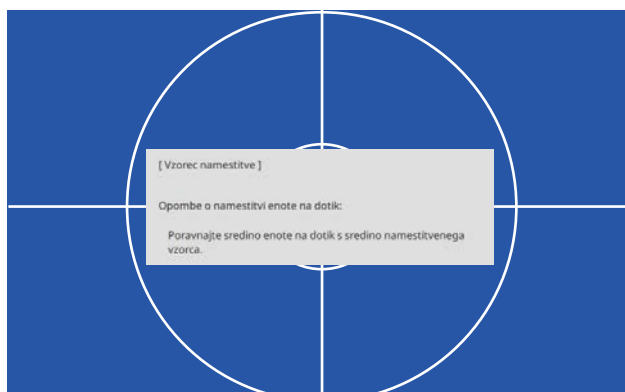 [ Vzorec namestitve ]
Opombe o namestitvi enote na dotik:
Poravnajte sredino enote na dotik s sredino namestitvenega
vzorca.